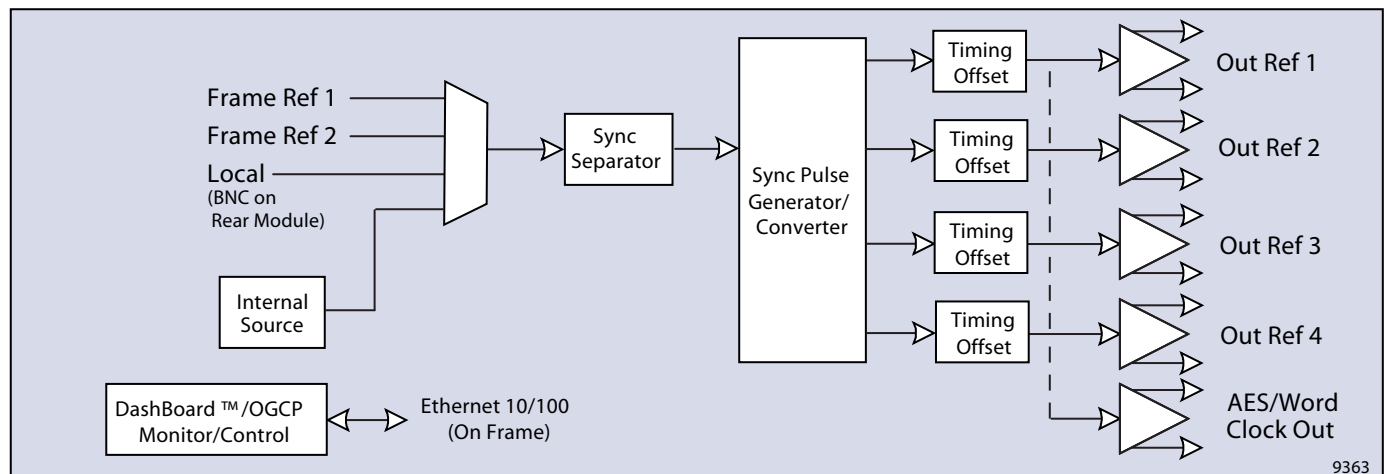 Frame Ref 1
Frame Ref 2
Local
(BNC on
Rear Module)
Internal
Source
DashBoard ™/OGCP
Monitor/Control
Ethernet 10/100
(On Frame)
Sync
Separator
Sync Pulse
Generator/
Converter
Timing
Offset
Timing
Offset
Timing
Offset
Timing
Offset
Out Ref 1
Out Ref 2
Out Ref 3
Out Ref 4
AES/Word
Clock Out
9363